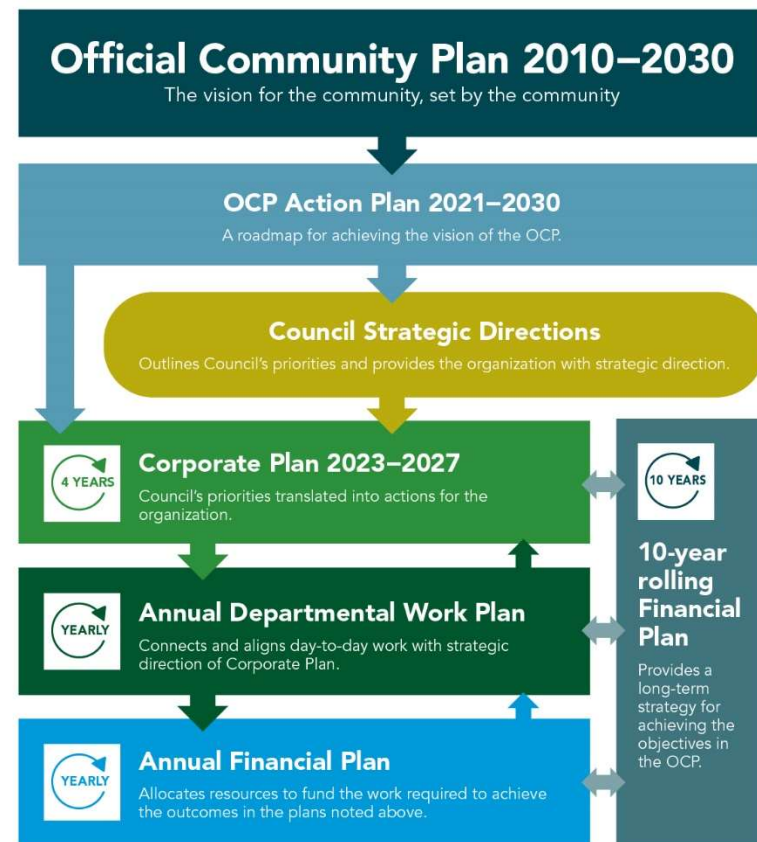 Official Community Plan 2010–2030
The vision for the community, set by the community
OCP Action Plan 2021–2030
A roadmap for achieving the vision of the OCP.
Council Strategic Directions
Outlines Council's priorities and provides the organization with strategic direction.
4 YEARS
Corporate Plan 2023–2027
Council's priorities translated into actions for the
organization.
YEARLY
Annual Departmental Work Plan
Connects and aligns day-to-day work with strategic
direction of Corporate Plan.
YEARLY
Annual Financial Plan
Allocates resources to fund the work required to achieve
the outcomes in the plans noted above.
10 YEARS
10-year
rolling
Financial
Plan
Provides a
long-term
strategy for
achieving the
objectives in
the OCP.